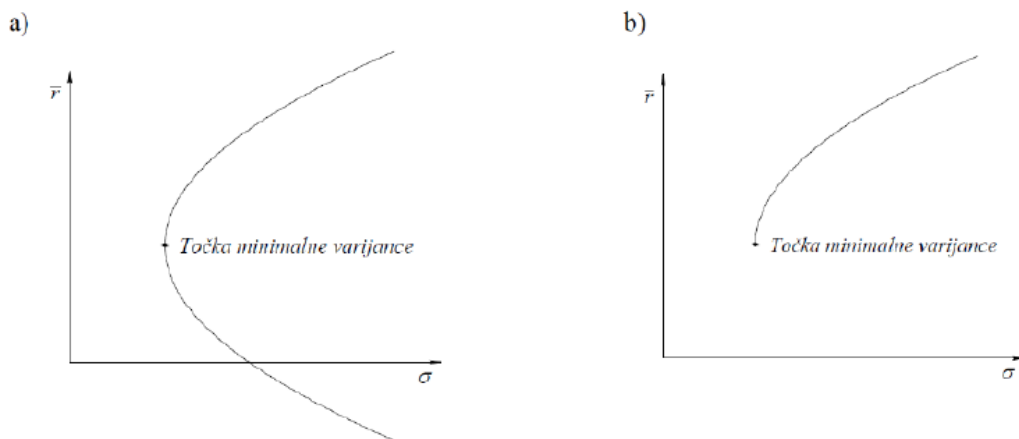 a)
b)
r̄
r̄
Točka minimalne varijance
Točka minimalne varijance
σ
σ